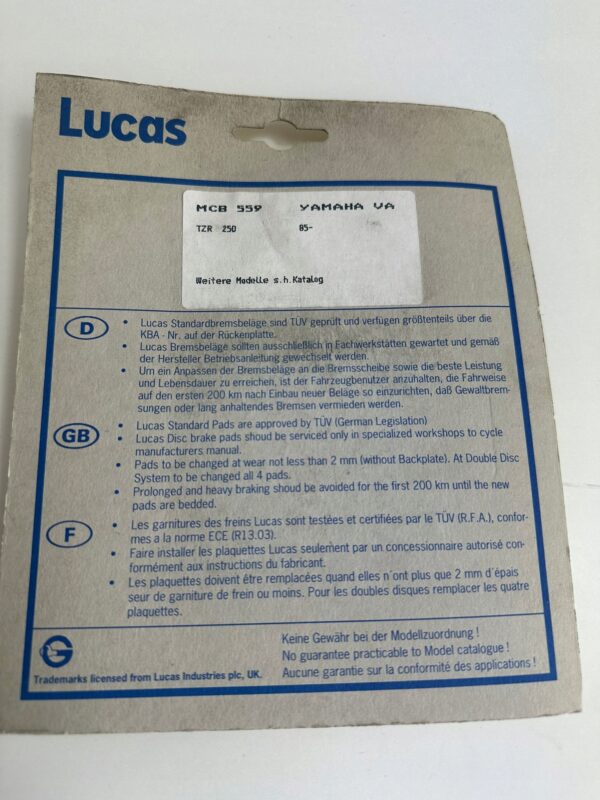 Lucas
MCB 559 YAMAHA VA
TZR 250 85-
Weitere Modelle s.h.Katalog
D
• Lucas Standardbremsbeläge sind TÜV geprüft und verfügen größtenteils über die
KBA - Nr. auf der Rückenplatte.
• Lucas Bremsbeläge sollten ausschließlich in Fachwerkstätten gewartet und gemäß
der Hersteller Betriebsanleitung gewechselt werden.
• Um ein Anpassen der Bremsbeläge an die Bremsscheibe sowie die beste Leistung
und Lebensdauer zu erreichen, ist der Fahrzeugbenutzer anzuhalten, die Fahrweise
auf den ersten 200 km nach Einbau neuer Beläge so einzurichten, daß Gewaltbrem-
sungen oder lang anhaltendes Bremsen vermieden werden.
GB
• Lucas Standard Pads are approved by TÜV (German Legislation)
• Lucas Disc brake pads shoud be serviced only in specialized workshops to cycle
manufacturers manual.
• Pads to be changed at wear not less than 2 mm (without Backplate). At Double Disc
System to be changed all 4 pads.
• Prolonged and heavy braking shoud be avoided for the first 200 km until the new
pads are bedded.
F
• Les garnitures des freins Lucas sont testées et certifiées par le TÜV (R.F.A.), confor-
mes a la norme ECE (R13.03).
• Faire installer les plaquettes Lucas seulement par un concessionnaire autorisé con-
formément aux instructions du fabricant.
• Les plaquettes doivent être remplacées quand elles n´ont plus que 2 mm d´épais
seur de garniture de frein ou moins. Pour les doubles disques remplacer les quatre
plaquettes.
Trademarks licensed from Lucas Industries plc, UK.
Keine Gewähr bei der Modellzuordnung !
No guarantee practicable to Model catalogue !
Aucune garantie sur la conformité des applications !